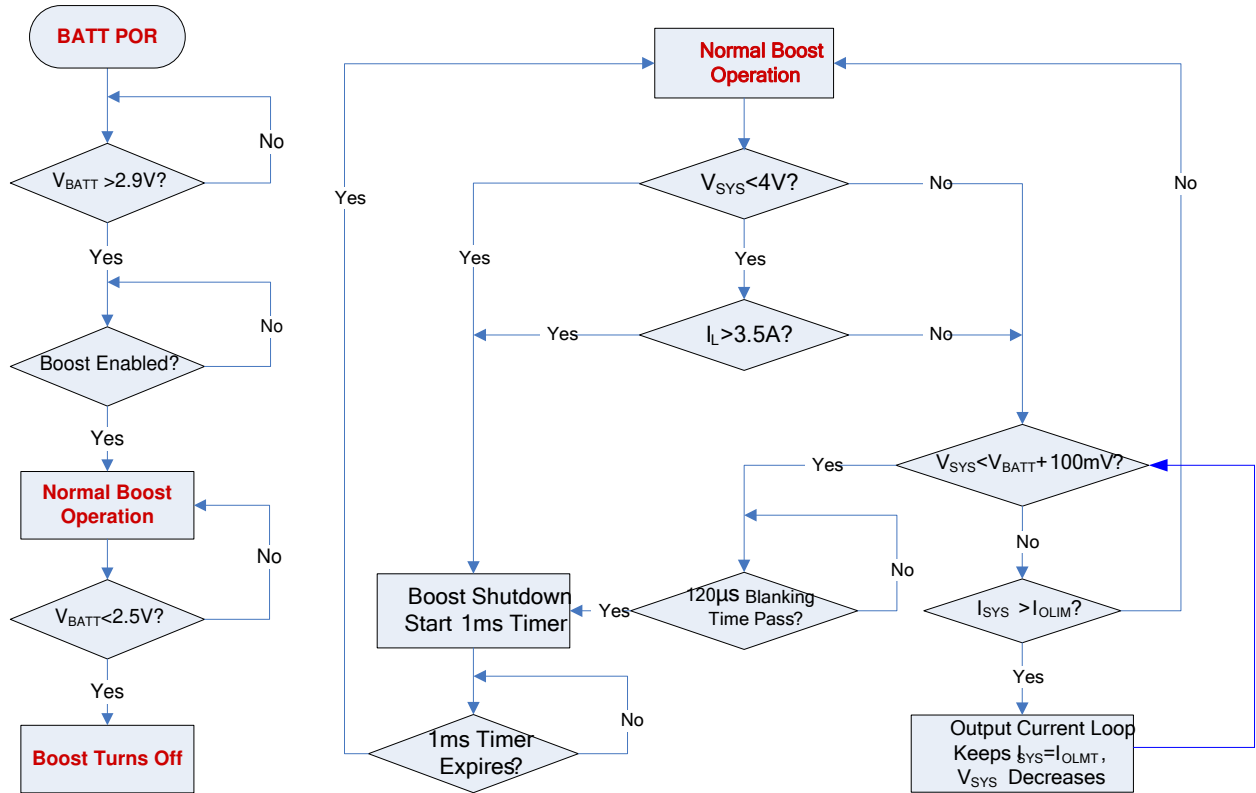 BATT POR
No
VBATT >2.9V?
Yes
No
Boost Enabled?
Yes
Normal Boost
Operation
No
VBATT<2.5V?
Yes
Boost Turns Off
Normal Boost
Operation
VSYS<4V?
No
No
Yes
Yes
Yes
IL>3.5A?
Yes
No
VSYS<VBATT+100mV?
Yes
No
No
Boost Shutdown
Start 1ms Timer
Yes
120µs Blanking
Time Pass?
ISYS >IOLIM?
Yes
No
1ms Timer
Expires?
Output Current Loop
Keeps ISYS=IOLMT,
VSYS Decreases